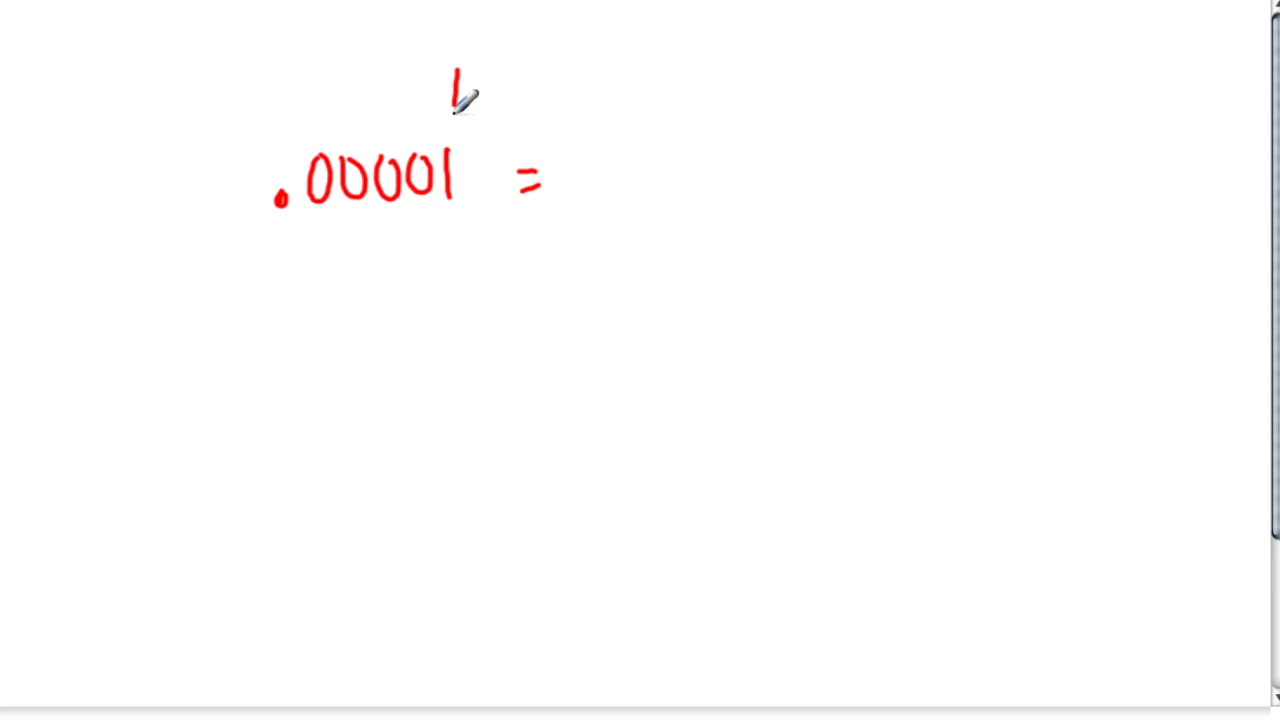 1
.00001 =